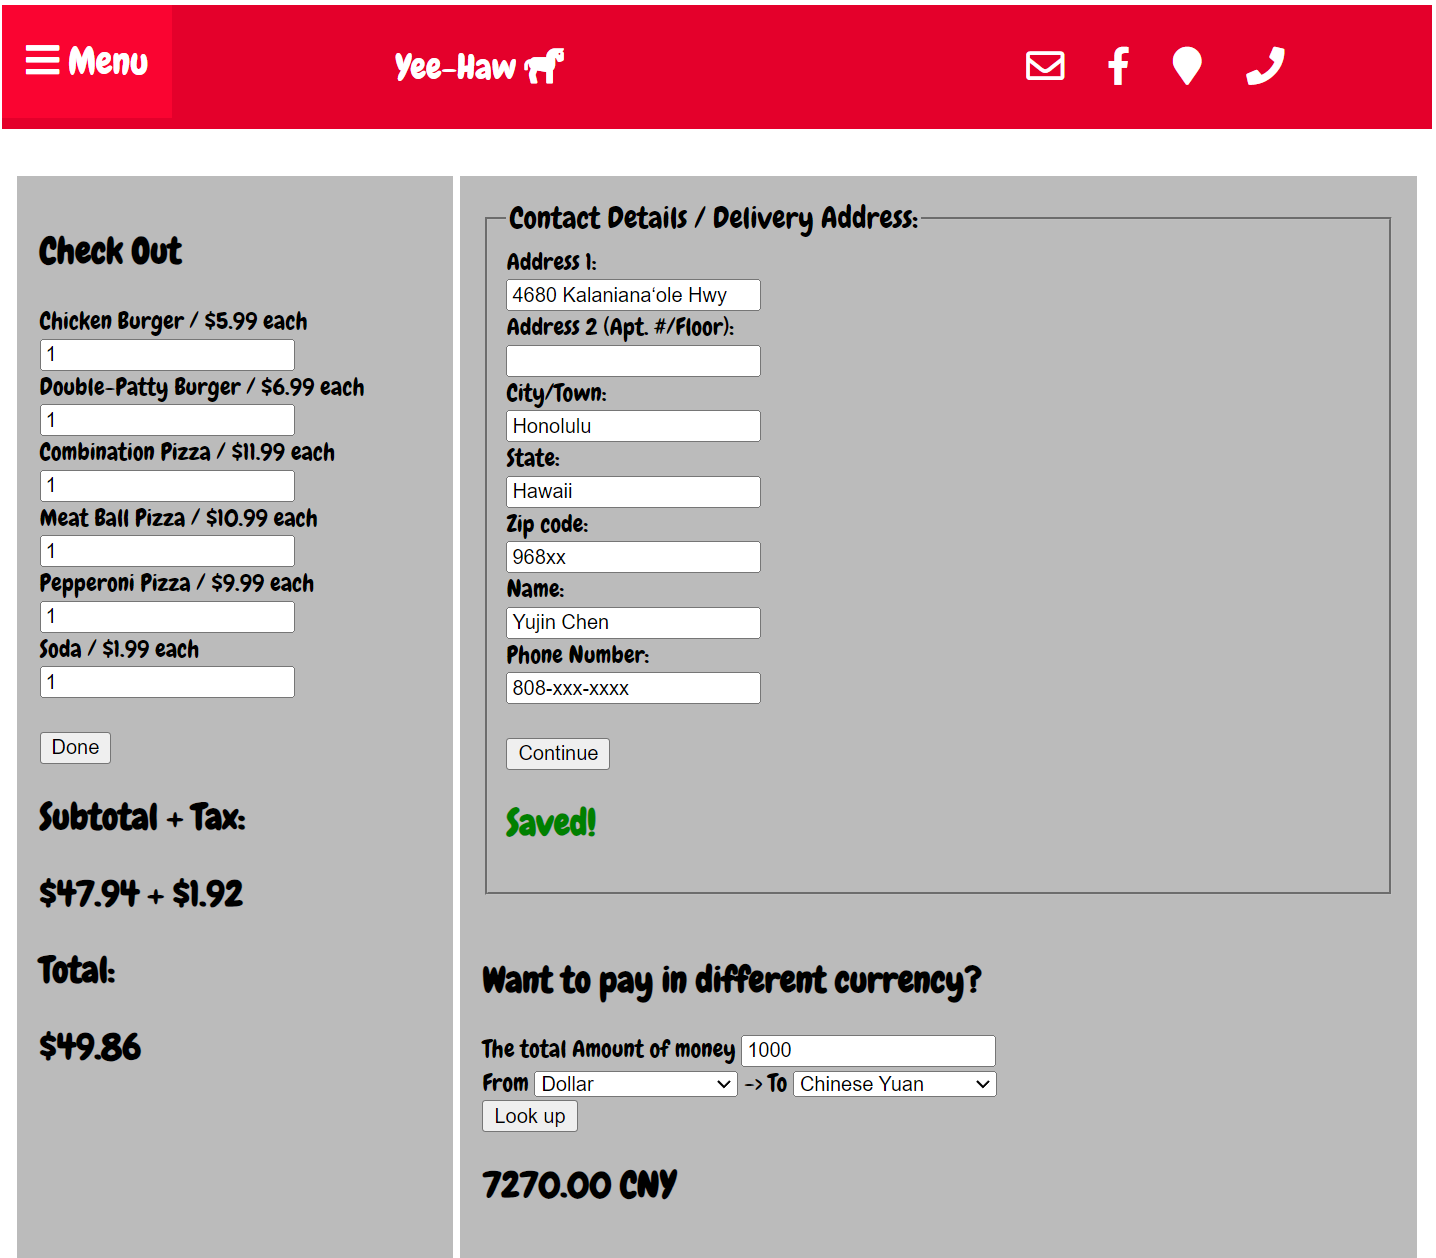 Menu
Yee-Haw
Check Out
Chicken Burger / $5.99 each
1
Double-Patty Burger / $6.99 each
1
Combination Pizza / $11.99 each
1
Meat Ball Pizza / $10.99 each
1
Pepperoni Pizza / $9.99 each
1
Soda / $1.99 each
1
Done
Subtotal + Tax:
$47.94 + $1.92
Total:
$49.86
Contact Details / Delivery Address:
Address 1:
4680 Kalanianaʻole Hwy
Address 2 (Apt. #/Floor):
City/Town:
Honolulu
State:
Hawaii
Zip code:
968xx
Name:
Yujin Chen
Phone Number:
808-xxx-xxxx
Continue
Saved!
Want to pay in different currency?
The total Amount of money 1000
From Dollar -> To Chinese Yuan
Look up
7270.00 CNY